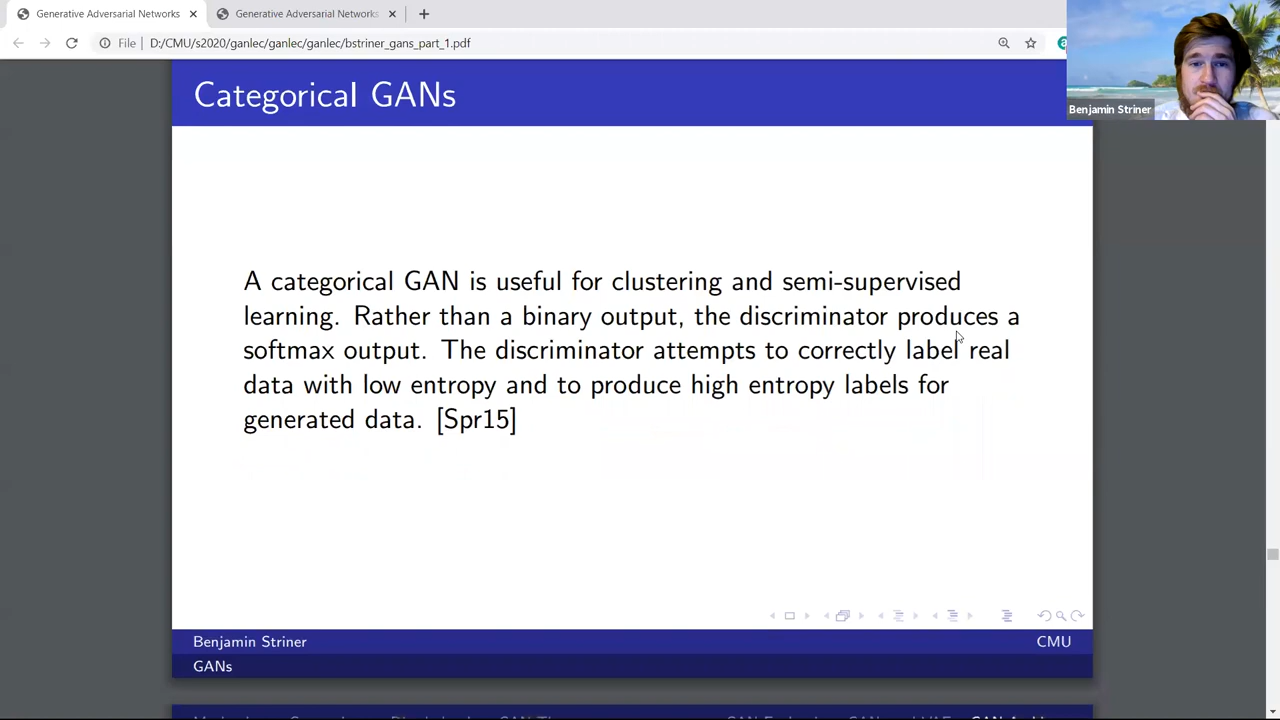 Generative Adversarial Networks
Generative Adversarial Networks
File D:/CMU/s2020/ganlec/ganlec/ganlec/bstriner_gans_part_1.pdf
Benjamin Striner
Categorical GANs
A categorical GAN is useful for clustering and semi-supervised
learning. Rather than a binary output, the discriminator produces a
softmax output. The discriminator attempts to correctly label real
data with low entropy and to produce high entropy labels for
generated data. [Spr15]
Benjamin Striner
CMU
GANs